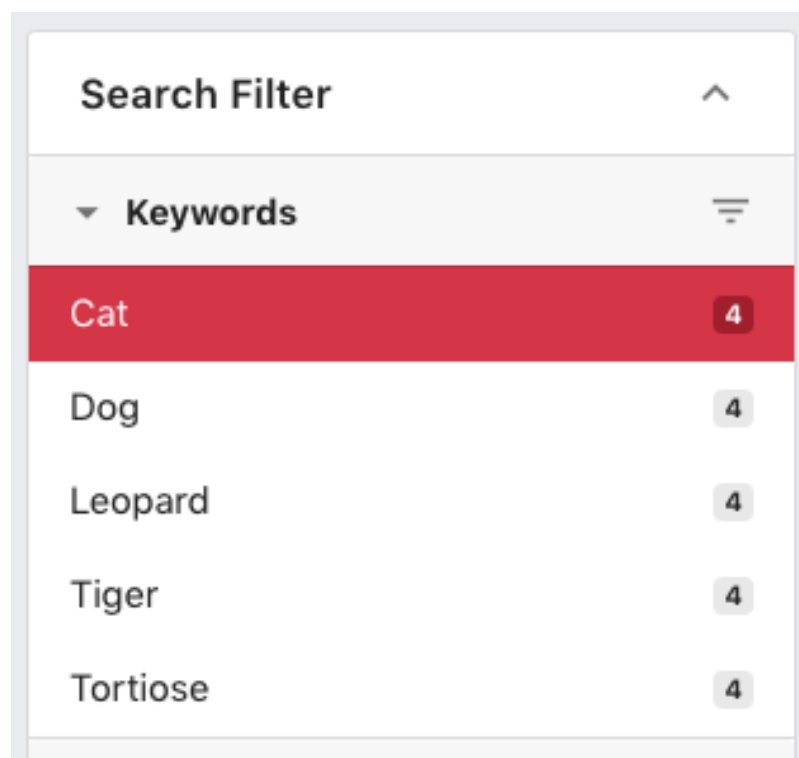 Search Filter
Keywords
Cat 4
Dog 4
Leopard 4
Tiger 4
Tortiose 4